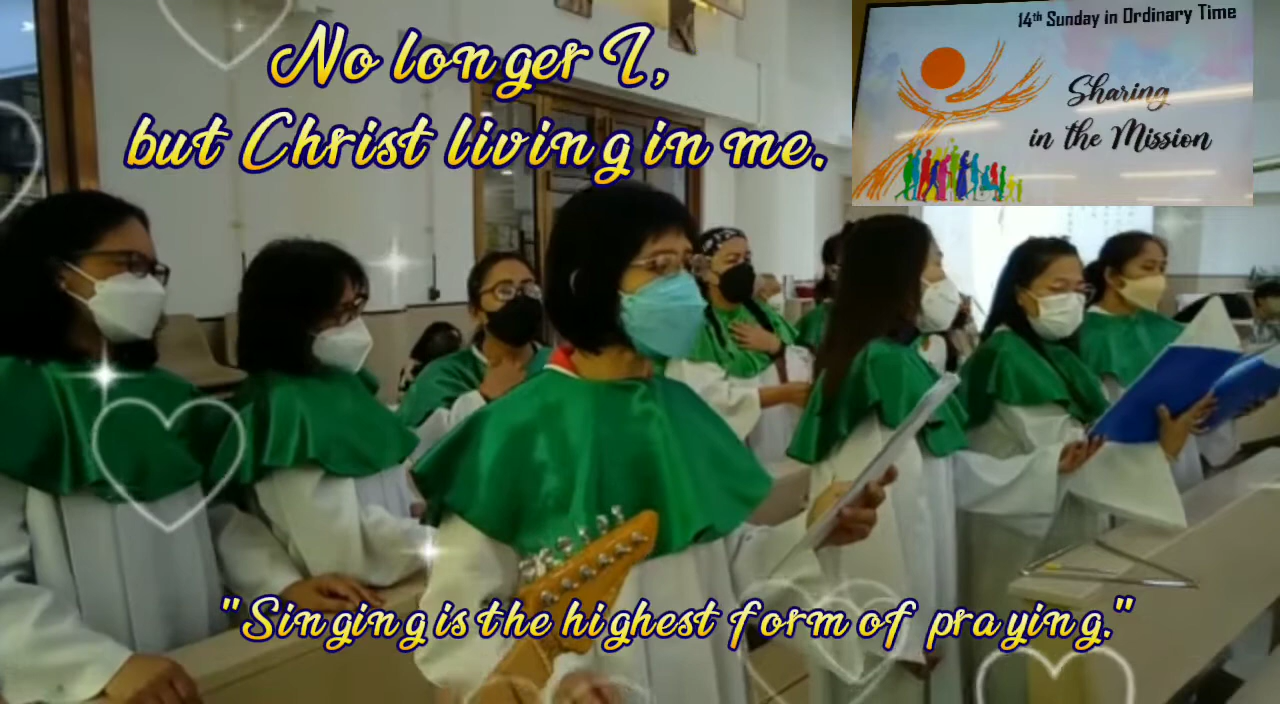 No longer I,
but Christ living in me.
14th Sunday in Ordinary Time
Sharing
in the Mission
"Singing is the highest form of praying."